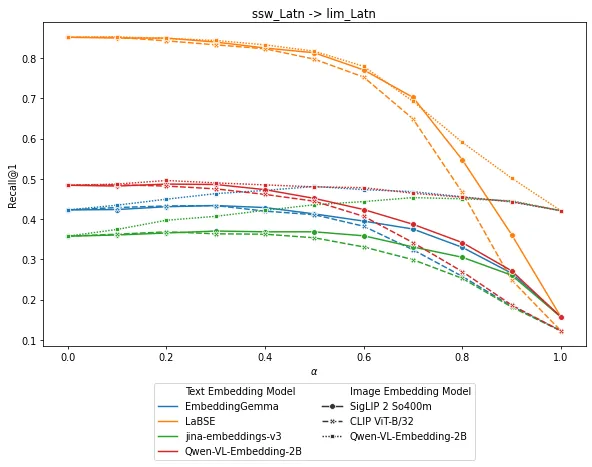 ssw_Latn -> lim_Latn
Recall@1
0.8
0.7
0.6
0.5
0.4
0.3
0.2
0.1
0.0 0.2 0.4 0.6 0.8 1.0
α
Text Embedding Model
EmbeddingGemma
LaBSE
jina-embeddings-v3
Qwen-VL-Embedding-2B
Image Embedding Model
SigLIP 2 So400m
CLIP ViT-B/32
Qwen-VL-Embedding-2B